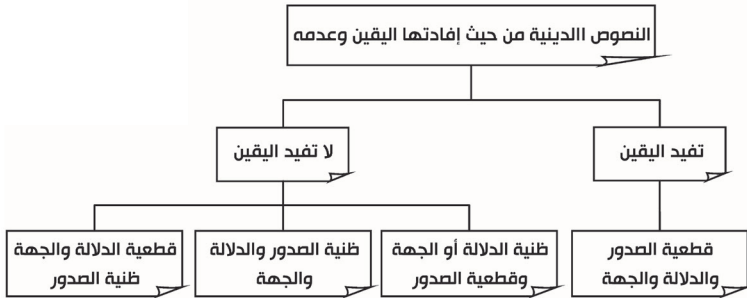 النصوص االدينية من حيث إفادتها اليقين وعدمه
تفيد اليقين
لا تفيد اليقين
قطعية الصدور
والدلالة والجهة
ظنية الدلالة أو الجهة
وقطعية الصدور
ظنية الصدور والدلالة
والجهة
قطعية الدلالة والجهة
ظنية الصدور